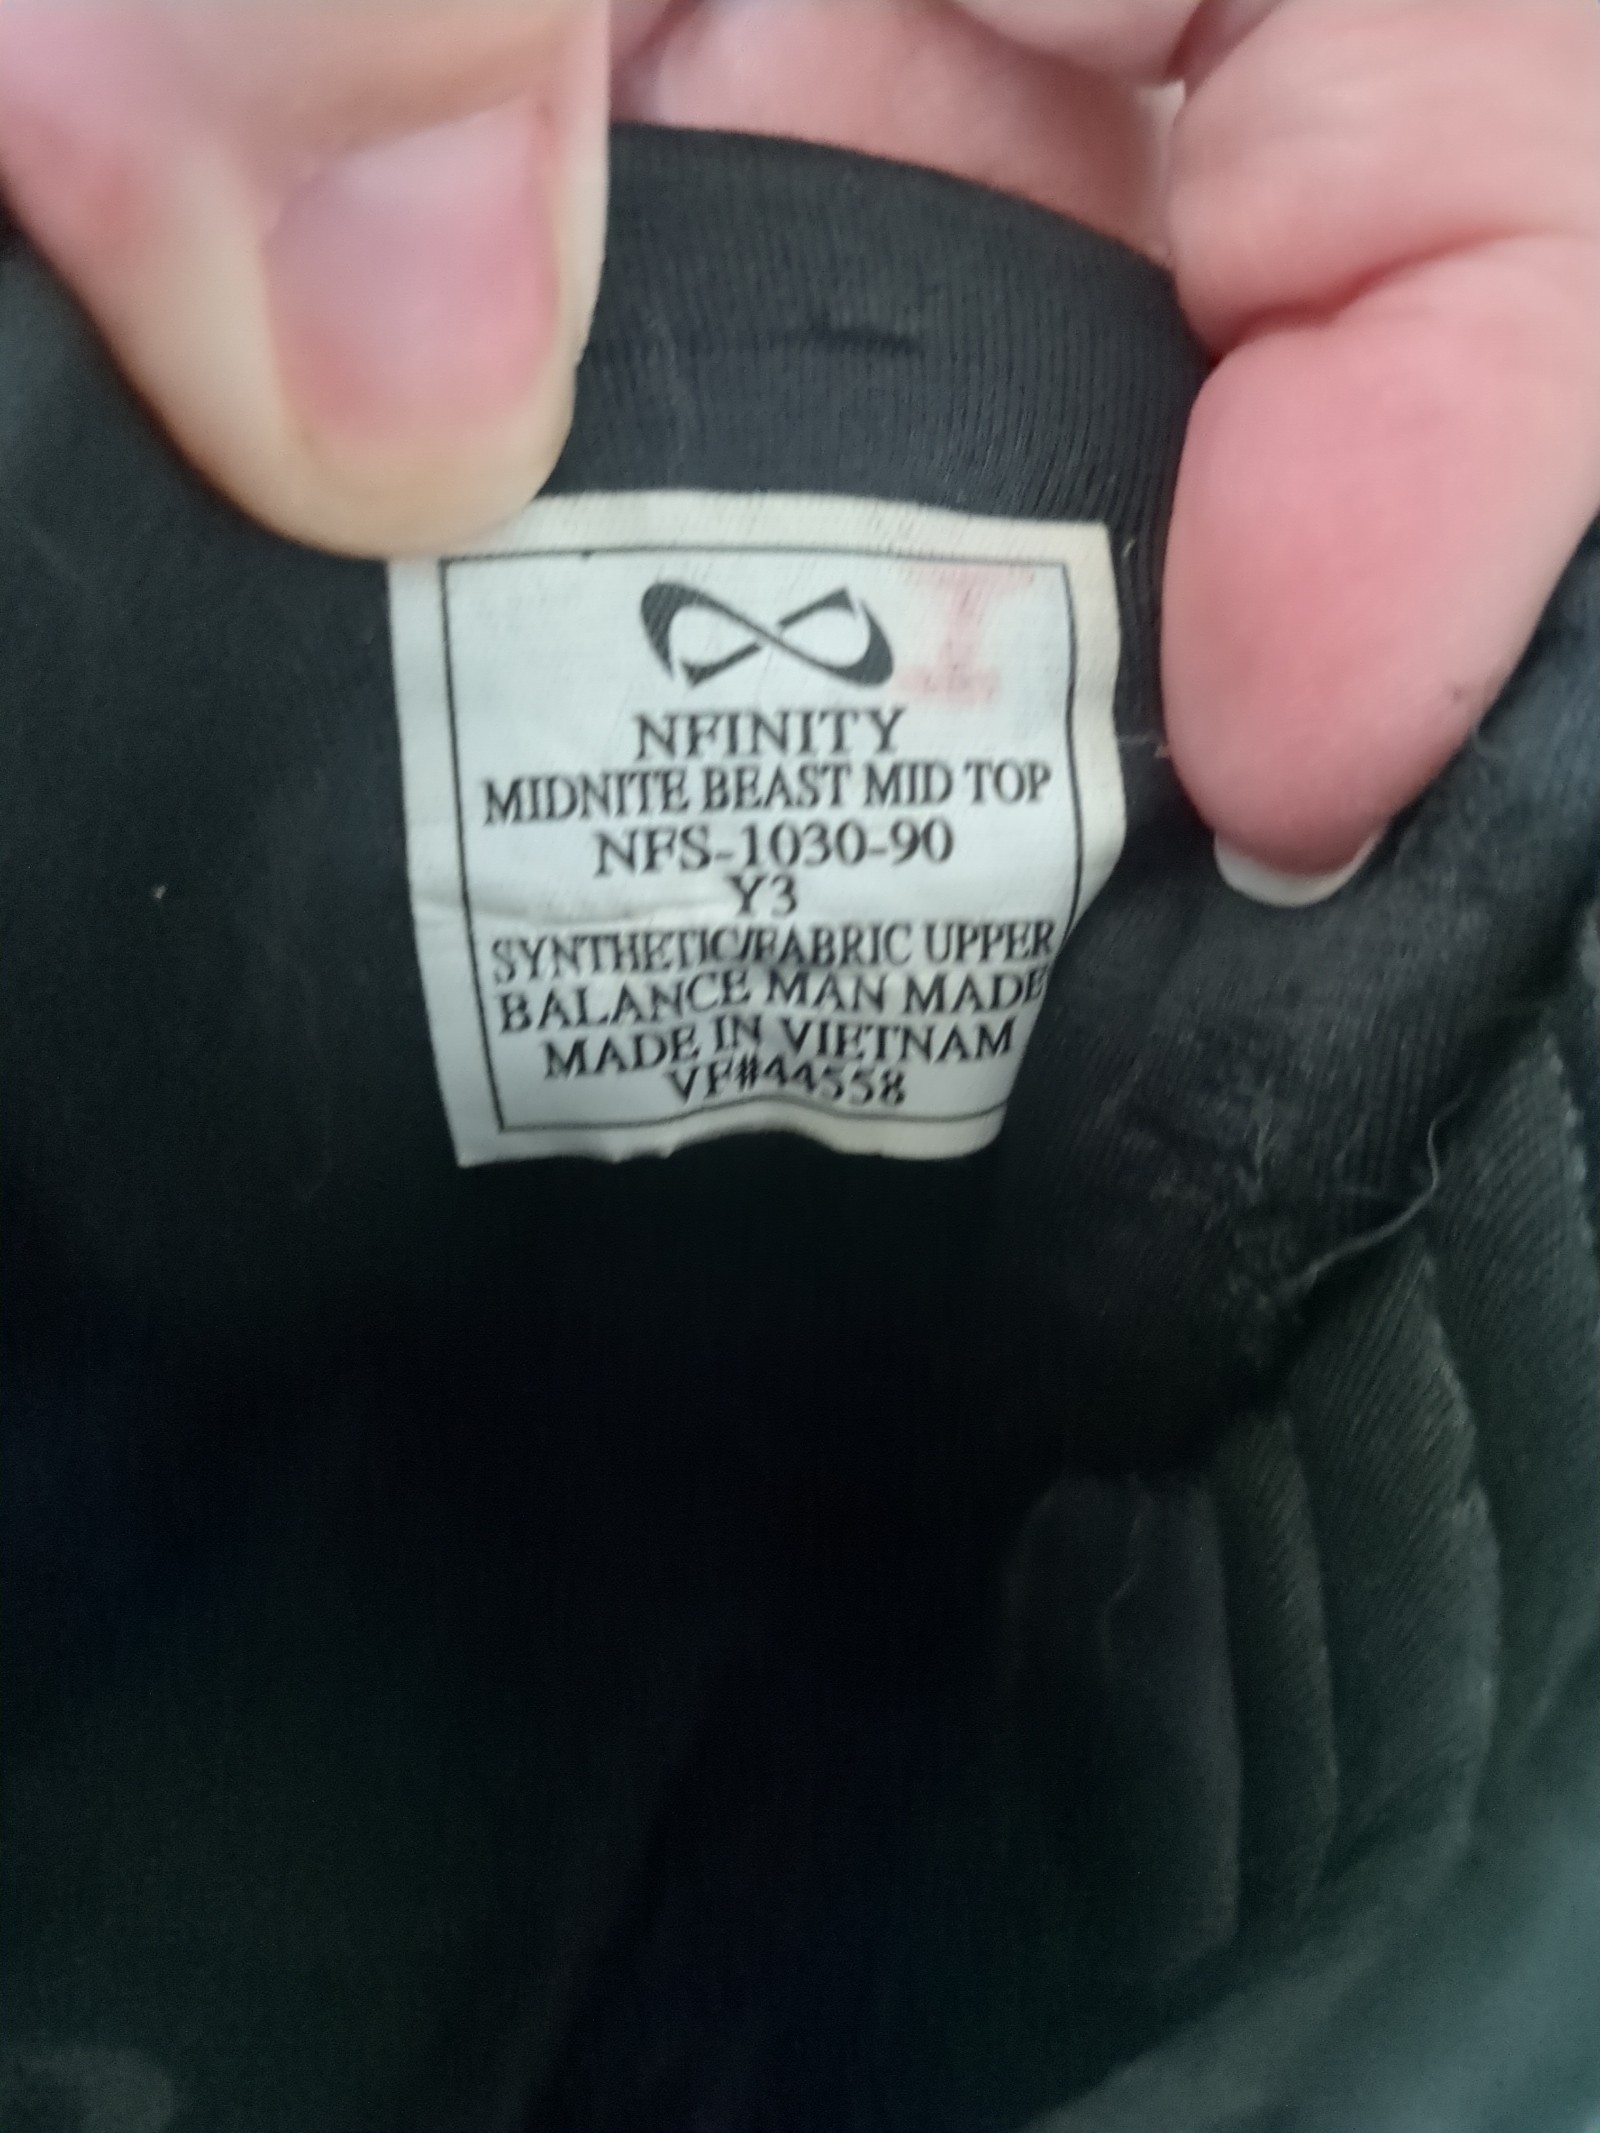 NFINITY
MIDNITE BEAST MID TOP
NFS-1030-90
Y3
SYNTHETIC/FABRIC UPPER
BALANCE MAN MADE
MADE IN VIETNAM
VF#44558